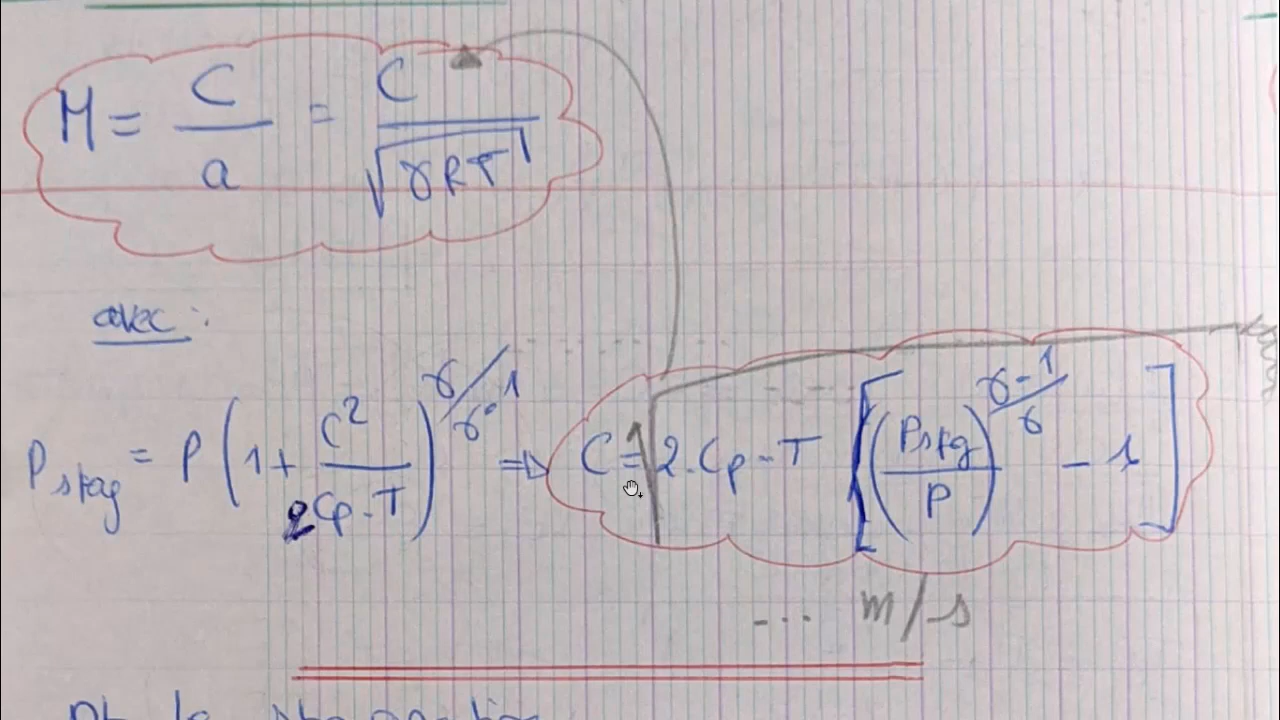 M = C/a = C/√(γRT)
avec :
P_stag = P (1 + C²/(2Cp.T))^(γ/γ-1) ⇒ C = √(2.Cp.T [(P_stag/P)^((γ-1)/γ) - 1])
... m/s